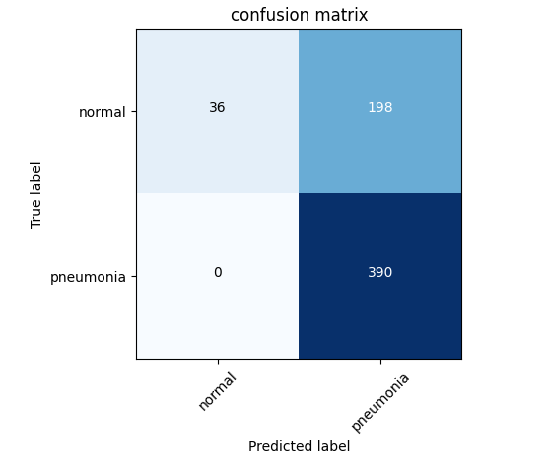 confusion matrix
True label
normal
36
198
pneumonia
0
390
normal
pneumonia
Predicted label